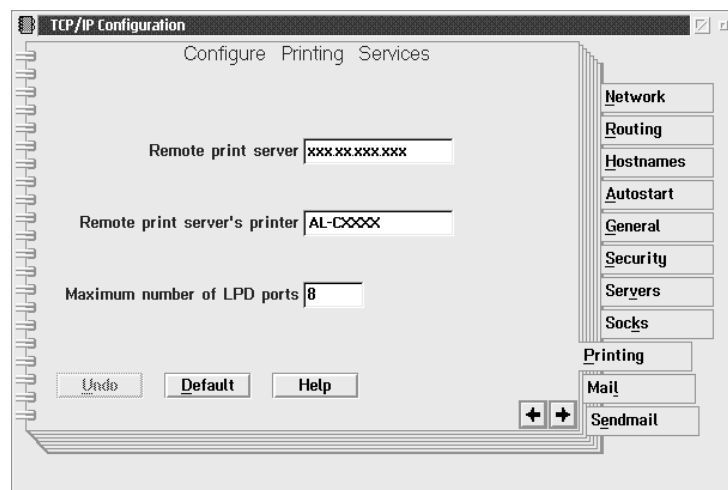 TCP/IP Configuration
Configure Printing Services
Remote print server xxx.xx.xxx.xxx
Remote print server's printer AL-CXXXX
Maximum number of LPD ports 8
Undo Default Help
Network
Routing
Hostnames
Autostart
General
Security
Servers
Socks
Printing
Mail
Sendmail